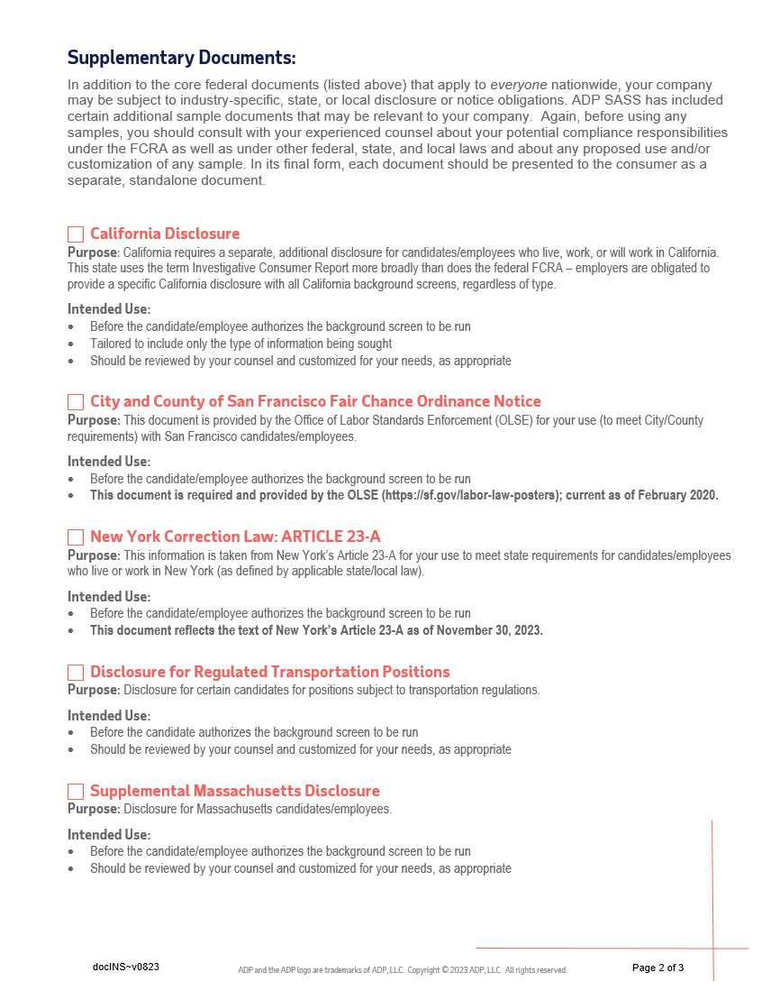 Supplementary Documents:
In addition to the core federal documents (listed above) that apply to everyone nationwide, your company
may be subject to industry-specific, state, or local disclosure or notice obligations. ADP SASS has included
certain additional sample documents that may be relevant to your company.  Again, before using any
samples, you should consult with your experienced counsel about your potential compliance responsibilities
under the FCRA as well as under other federal, state, and local laws and about any proposed use and/or
customization of any sample. In its final form, each document should be presented to the consumer as a
separate, standalone document.
California Disclosure
Purpose: California requires a separate, additional disclosure for candidates/employees who live, work, or will work in California.
This state uses the term Investigative Consumer Report more broadly than does the federal FCRA – employers are obligated to
provide a specific California disclosure with all California background screens, regardless of type.
Intended Use:
• Before the candidate/employee authorizes the background screen to be run
• Tailored to include only the type of information being sought
• Should be reviewed by your counsel and customized for your needs, as appropriate
City and County of San Francisco Fair Chance Ordinance Notice
Purpose: This document is provided by the Office of Labor Standards Enforcement (OLSE) for your use (to meet City/County
requirements) with San Francisco candidates/employees.
Intended Use:
• Before the candidate/employee authorizes the background screen to be run
• This document is required and provided by the OLSE (https://sf.gov/labor-law-posters); current as of February 2020.
New York Correction Law: ARTICLE 23-A
Purpose: This information is taken from New York's Article 23-A for your use to meet state requirements for candidates/employees
who live or work in New York (as defined by applicable state/local law).
Intended Use:
• Before the candidate/employee authorizes the background screen to be run
• This document reflects the text of New York's Article 23-A as of November 30, 2023.
Disclosure for Regulated Transportation Positions
Purpose: Disclosure for certain candidates for positions subject to transportation regulations.
Intended Use:
• Before the candidate authorizes the background screen to be run
• Should be reviewed by your counsel and customized for your needs, as appropriate
Supplemental Massachusetts Disclosure
Purpose: Disclosure for Massachusetts candidates/employees.
Intended Use:
• Before the candidate/employee authorizes the background screen to be run
• Should be reviewed by your counsel and customized for your needs, as appropriate
docINS~v0823
ADP and the ADP logo are trademarks of ADP, LLC.  Copyright © 2023 ADP, LLC.  All rights reserved.
Page 2 of 3